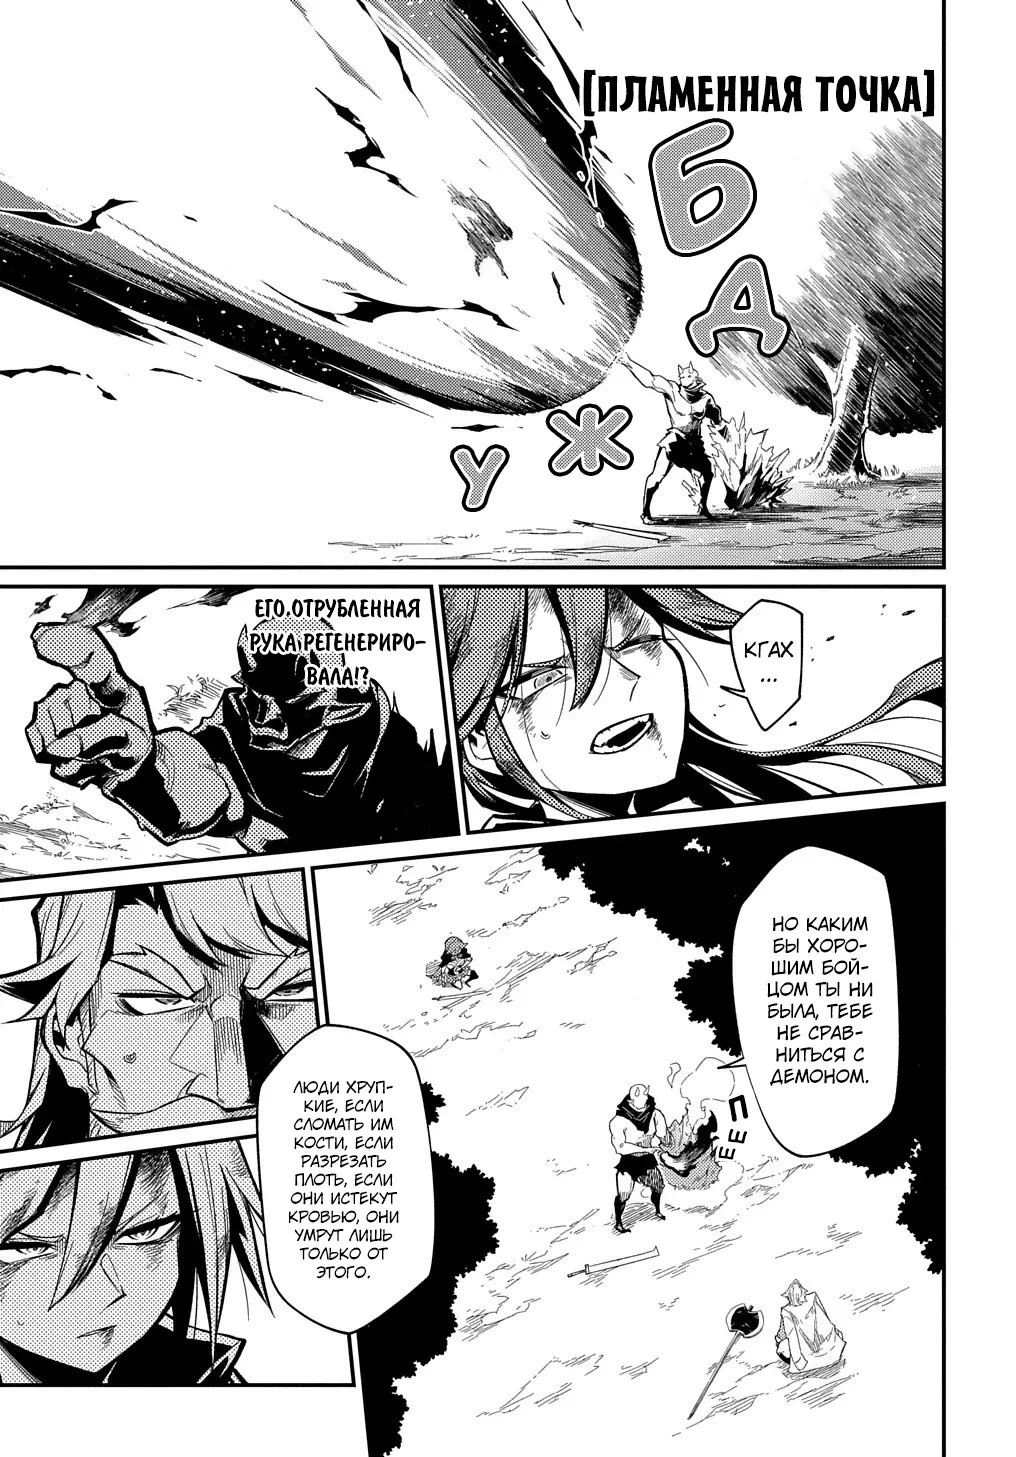 [ПЛАМЕННАЯ ТОЧКА]
Б
Д
Ж
У
КГАХ
...
ЕГО ОТРУБЛЕННАЯ
РУКА РЕГЕНЕРИРО-
ВАЛА!?
НО КАКИМ
БЫ ХОРО-
ШИМ БОЙ-
ЦОМ ТЫ НИ
БЫЛА, ТЕБЕ
НЕ СРАВ-
НИТЬСЯ С
ДЕМОНОМ.
П
Е
Е
ЛЮДИ ХРУП-
КИЕ, ЕСЛИ
СЛОМАТЬ ИМ
КОСТИ, ЕСЛИ
РАЗРЕЗАТЬ
ПЛОТЬ, ЕСЛИ
ОНИ ИСТЕКУТ
КРОВЬЮ, ОНИ
УМРУТ ЛИШЬ
ТОЛЬКО ОТ
ЭТОГО.